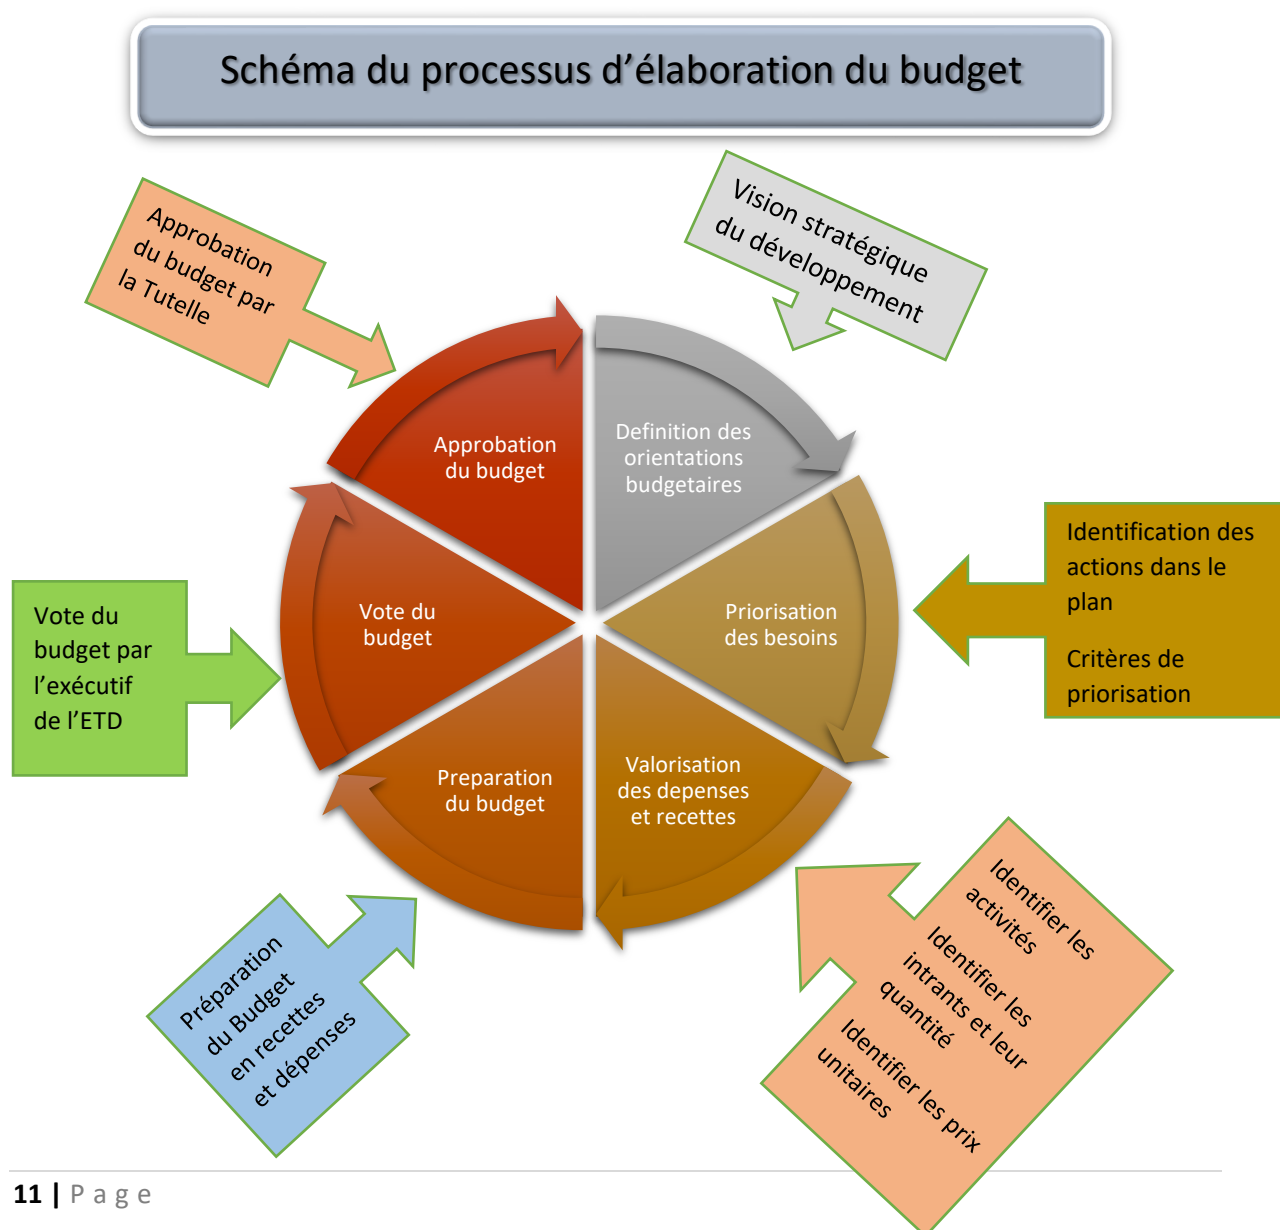 Schéma du processus d’élaboration du budget
Vision stratégique
du développement
Approbation
du budget par
la Tutelle
Definition des
orientations
budgetaires
Approbation
du budget
Identification des
actions dans le
plan
Critères de
priorisation
Priorisation
des besoins
Vote du
budget
Vote du
budget par
l’exécutif
de l’ETD
Valorisation
des depenses
et recettes
Preparation
du budget
Identifier les
activités
Identifier les
intrants et leur
quantité
Identifier les prix
unitaires
Préparation
du Budget
en recettes
et dépenses
11 | Page